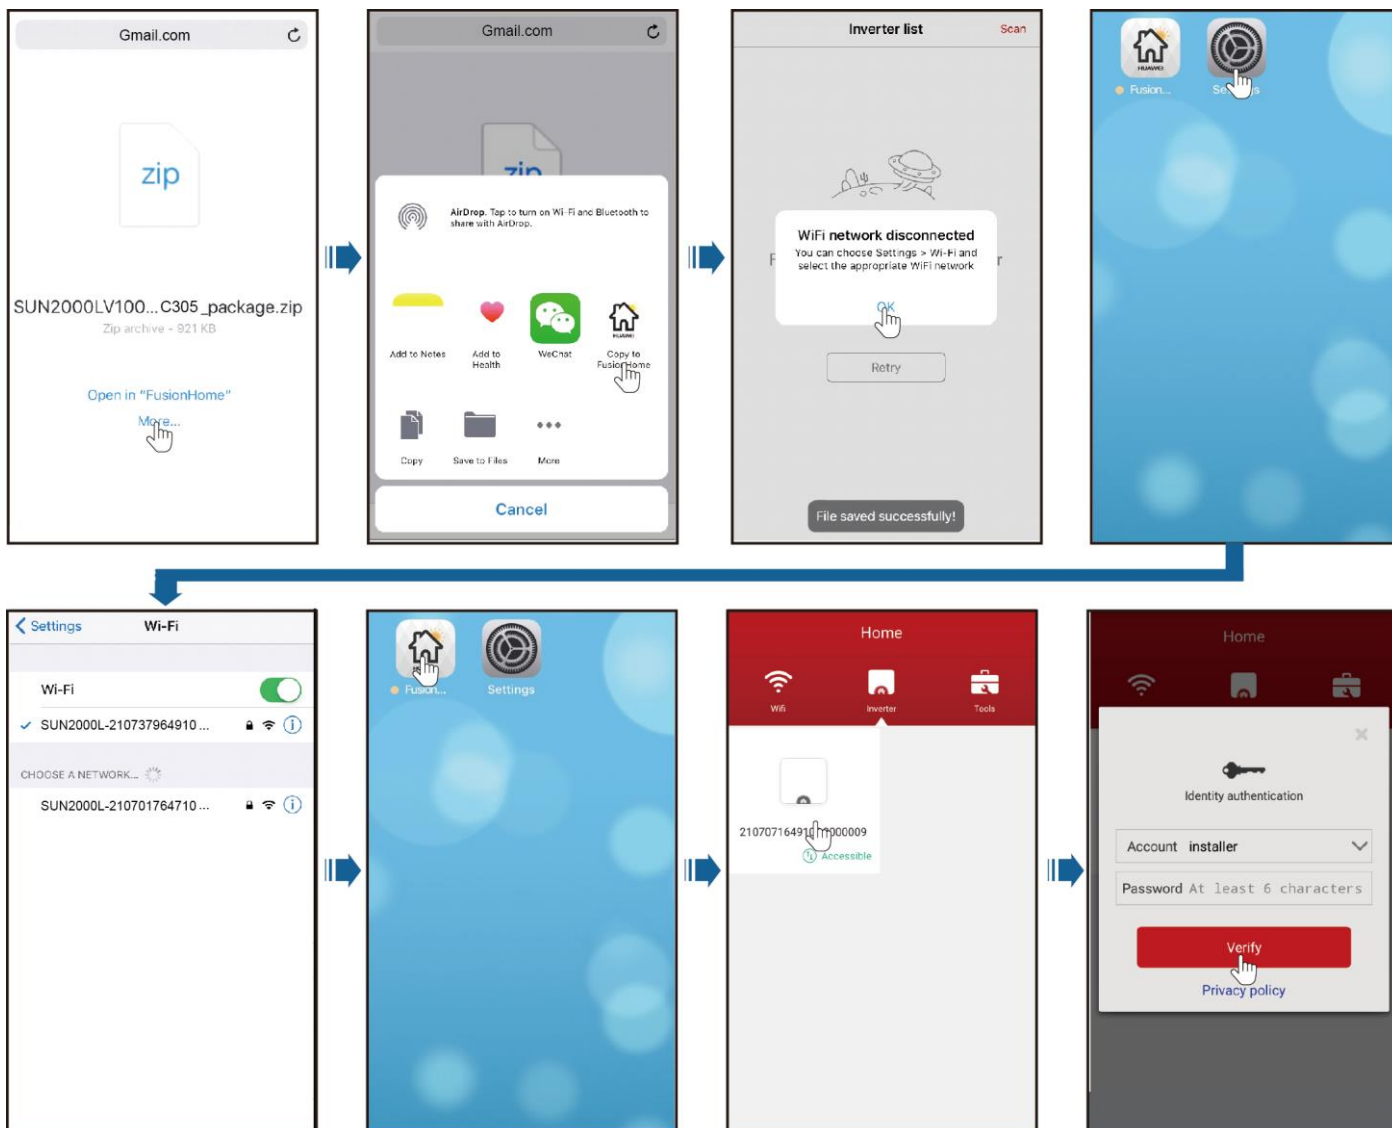 Gmail.com
zip
SUN2000LV100...C305_package.zip
Zip archive - 921 KB
Open in "FusionHome"
More...
Gmail.com
zip
AirDrop. Tap to turn on Wi-Fi and Bluetooth to
share with AirDrop.
Add to Notes
Add to
Health
WeChat
HUAWEI
Copy to
FusionHome
Copy
Save to Files
More
Cancel
Inverter list
Scan
WiFi network disconnected
You can choose Settings > Wi-Fi and
select the appropriate WiFi network
OK
Retry
File saved successfully!
HUAWEI
Fusion...
Settings
Settings
Wi-Fi
Wi-Fi
SUN2000L-210737964910...
CHOOSE A NETWORK...
SUN2000L-210701764710...
Fusion...
Settings
Home
Wifi
Inverter
Tools
Accessible
Home
Identity authentication
Account installer
Password At least 6 characters
Verify
Privacy policy